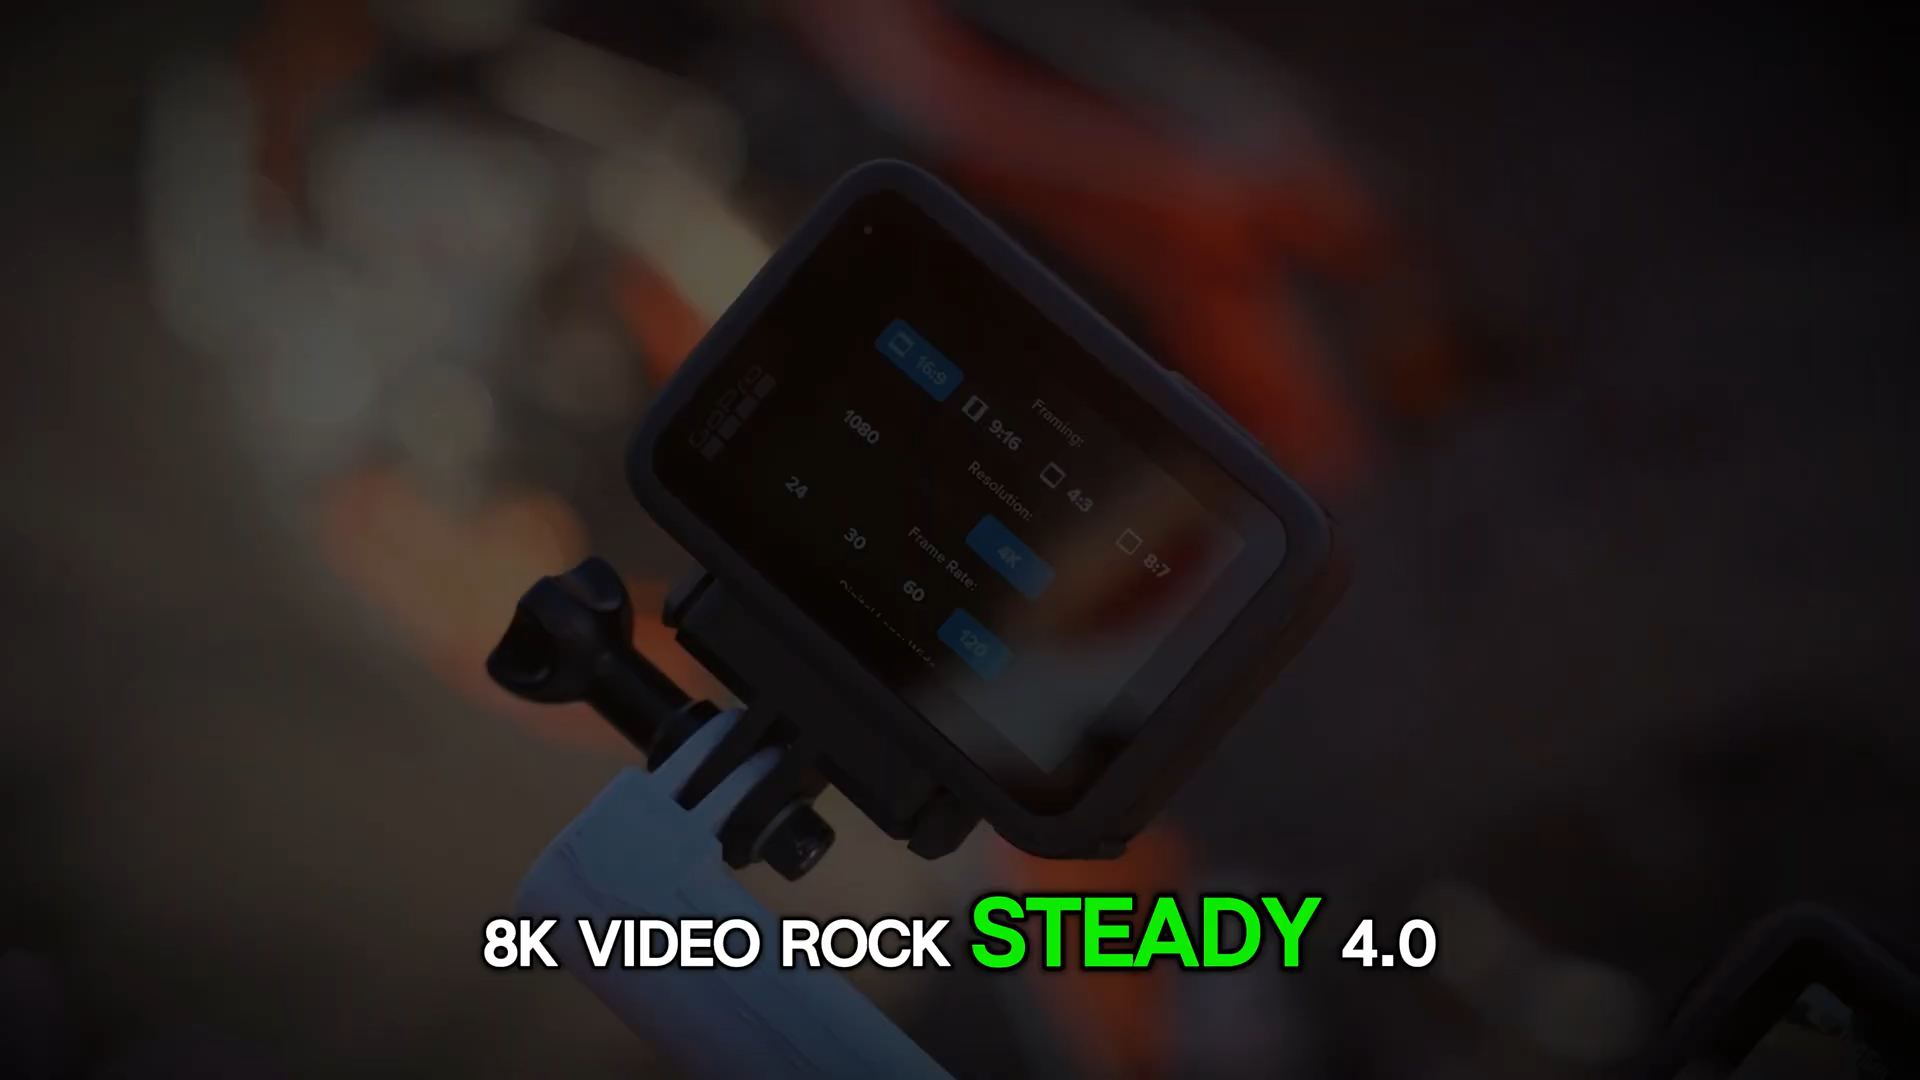 GoPro
16:9
9:16
4:3
8:7
Framing:
1080
4K
Resolution:
24
30
60
120
Frame Rate:
8K VIDEO ROCK STEADY 4.0